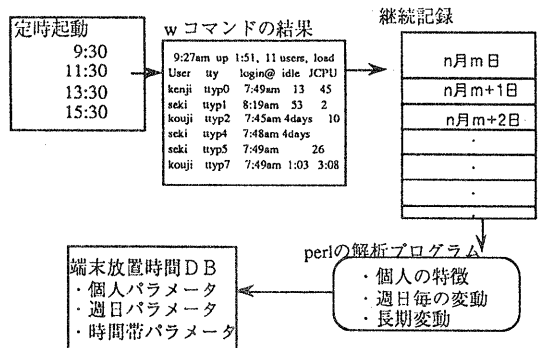 定時起動
9:30
11:30
13:30
15:30
wコマンドの結果
9:27am up 1:51, 11 users, load
User tty login@ idle JCPU
kenji ttyp0 7:49am 13 45
seki ttyp1 8:19am 53 2
kouji ttyp2 7:45am 4days 10
seki ttyp4 7:48am 4days
seki ttyp5 7:49am 26
kouji ttyp7 7:49am 1:03 3:08
継続記録
n月m日
n月m+1日
n月m+2日
perlの解析プログラム
・個人の特徴
・週日毎の変動
・長期変動
端末放置時間DB
・個人パラメータ
・週日パラメータ
・時間帯パラメータ